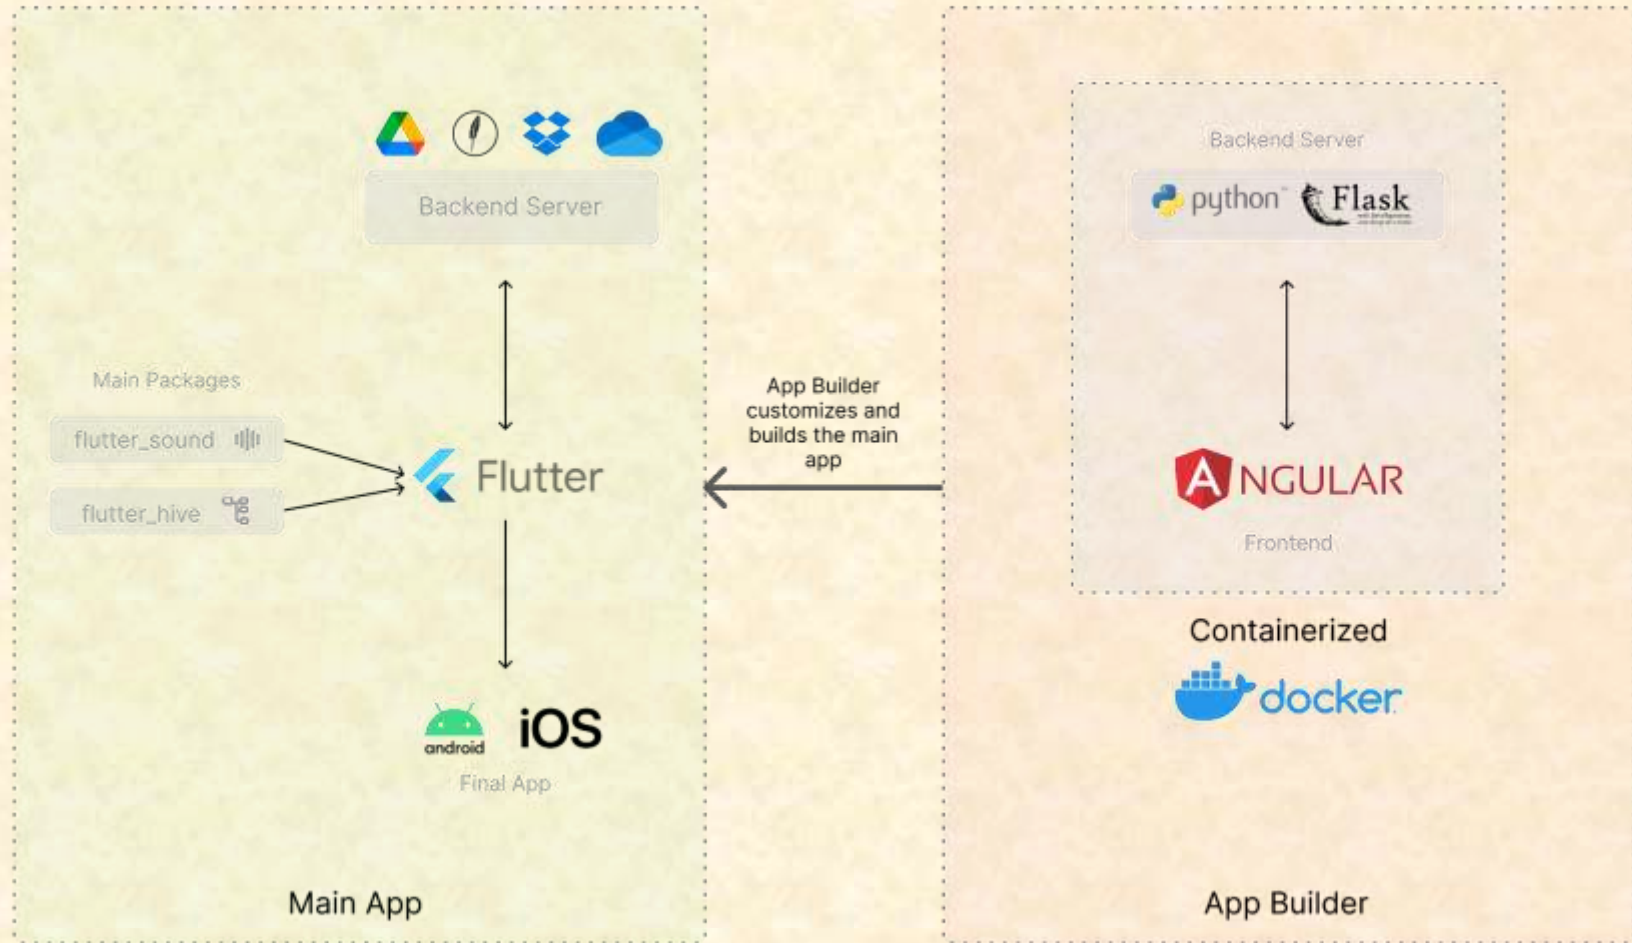 Backend Server
Main Packages
flutter_sound
flutter_hive
Flutter
android
iOS
Final App
Main App
App Builder
customizes and
builds the main
app
Backend Server
python
Flask
ANGULAR
Frontend
Containerized
docker
App Builder